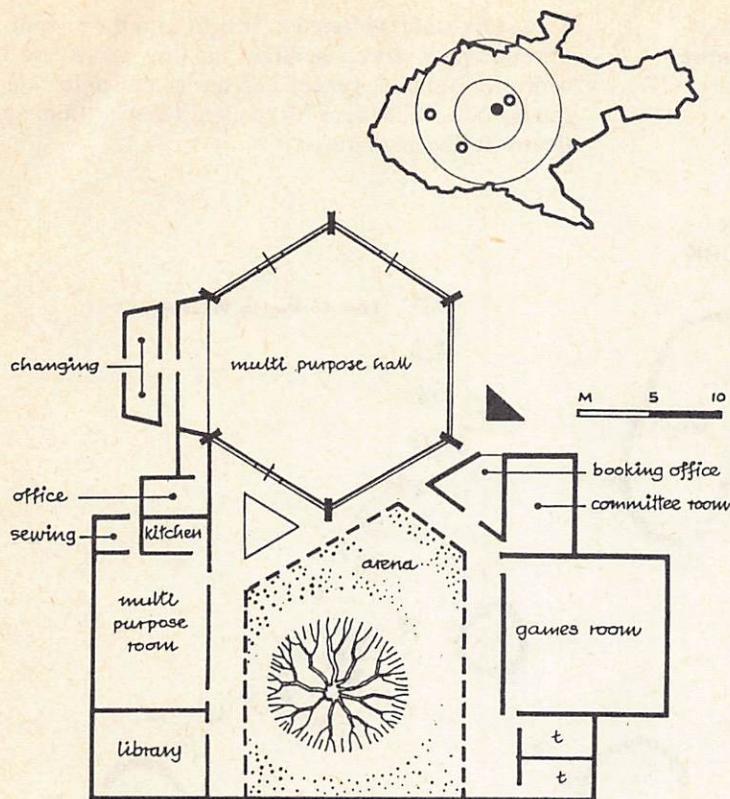 changing
multi purpose hall
M 5 10
booking office
office
committee room
sewing
kitchen
arena
multi
purpose
room
games room
library
t
t